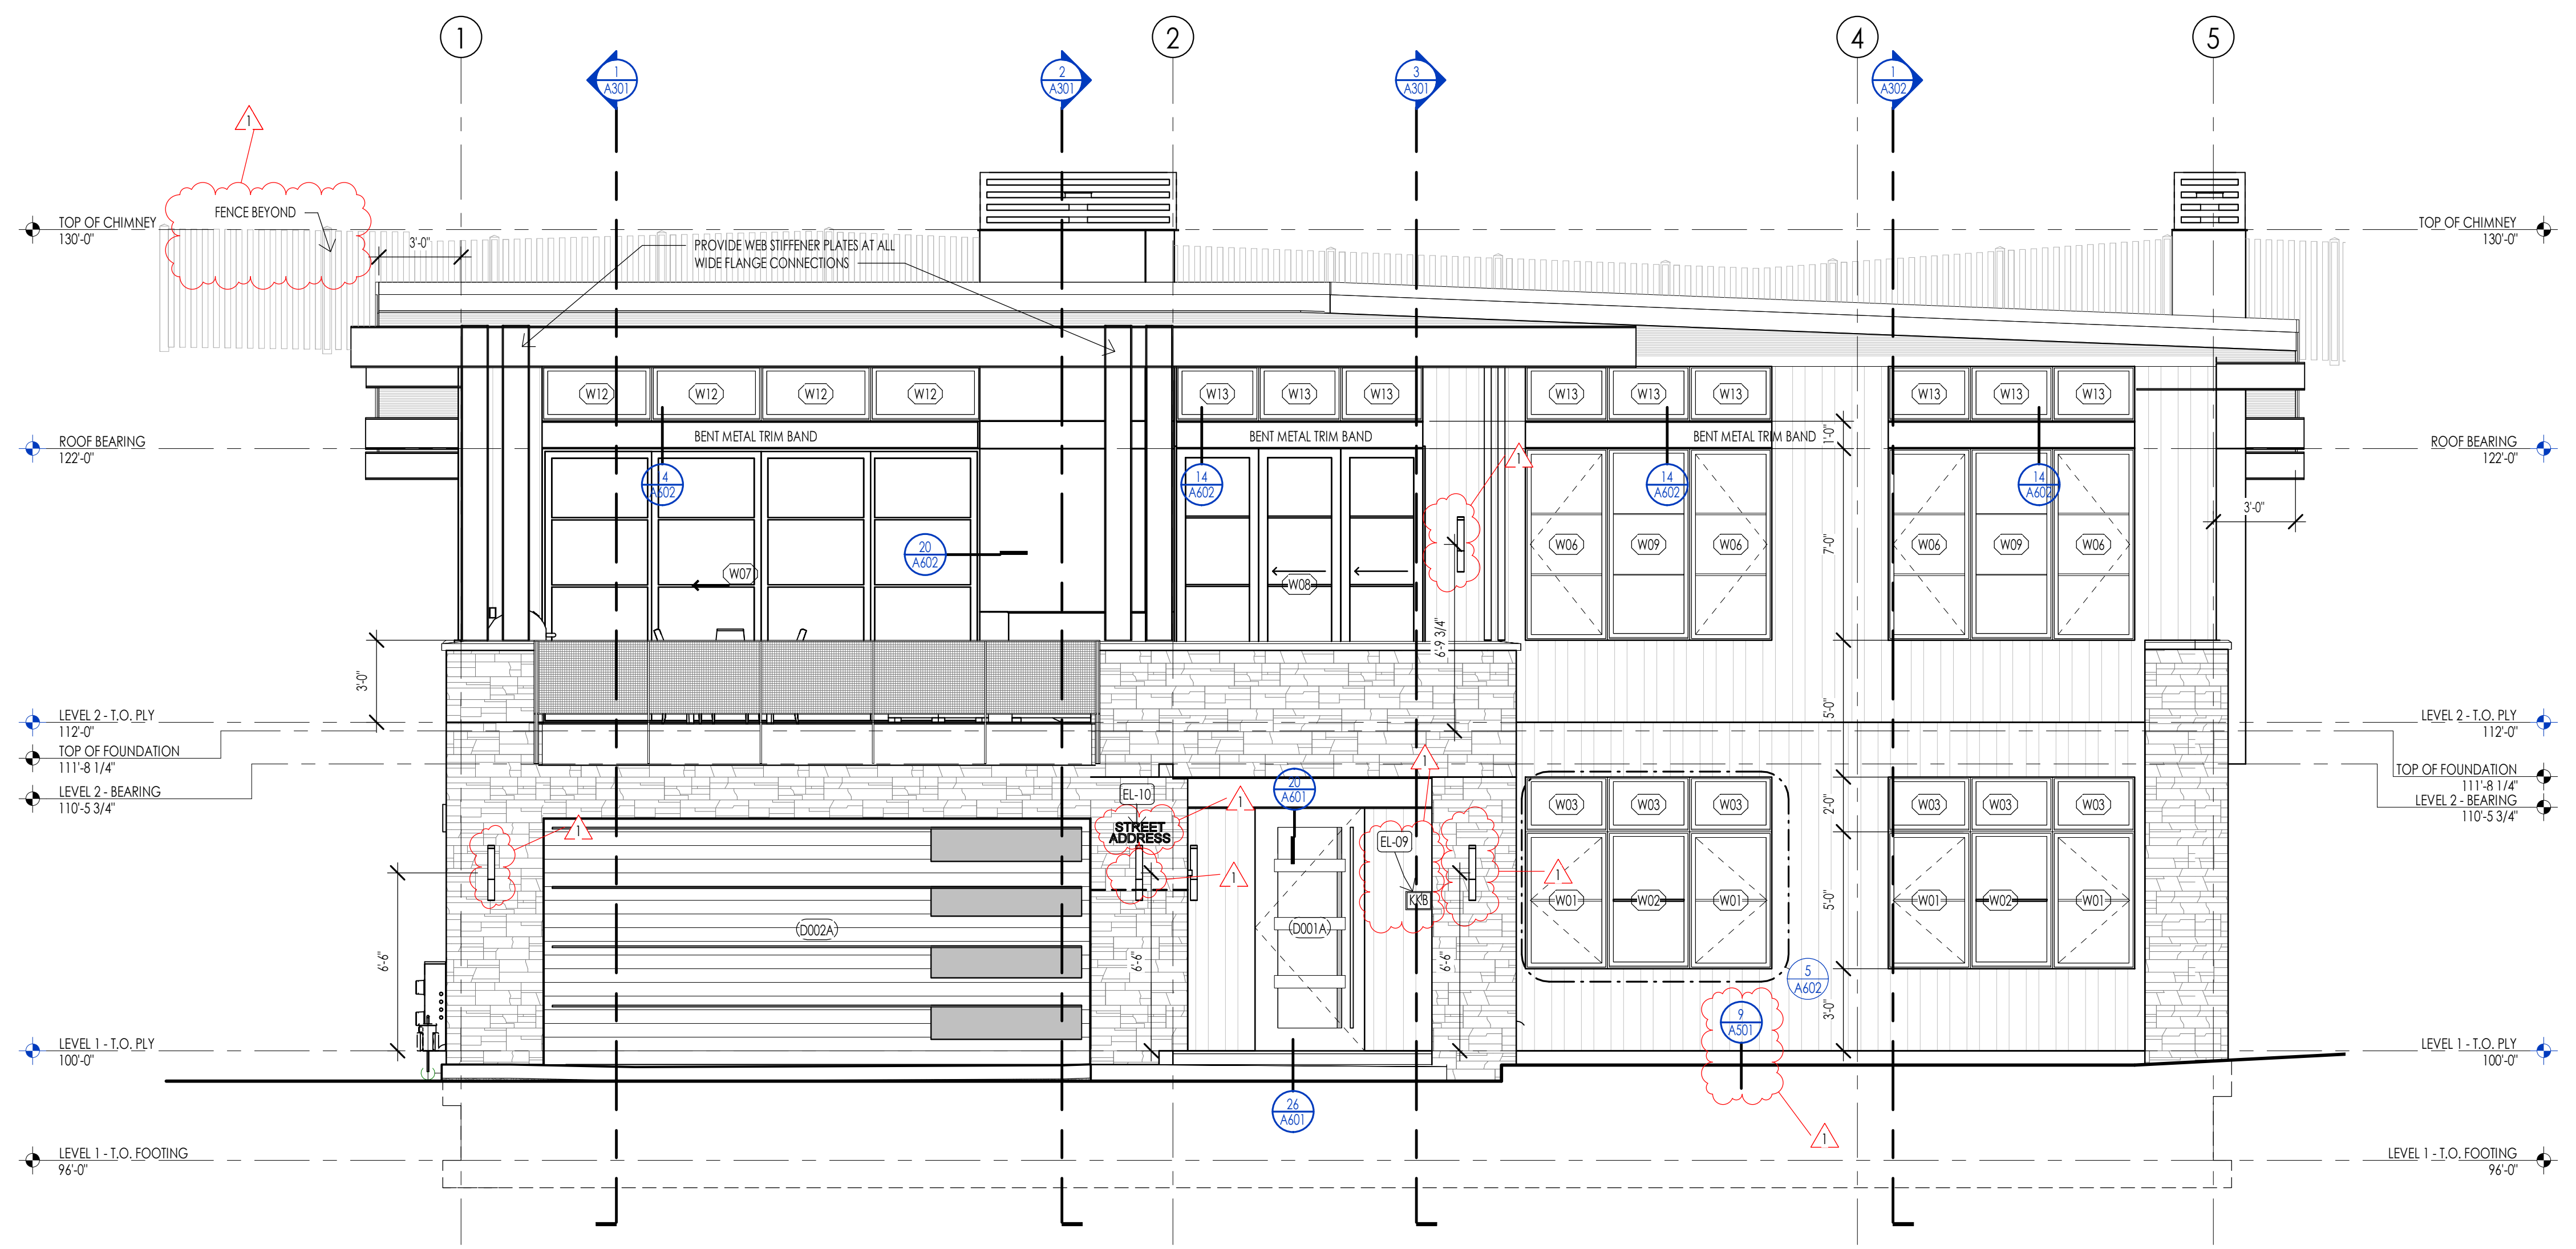 1
2
4
5
1
A301
2
A301
3
A301
1
A302
1
FENCE BEYOND
TOP OF CHIMNEY
130'-0"
TOP OF CHIMNEY
130'-0"
3'-0"
PROVIDE WEB STIFFENER PLATES AT ALL
WIDE FLANGE CONNECTIONS
W12
W12
W12
W12
W13
W13
W13
W13
W13
W13
W13
W13
W13
BENT METAL TRIM BAND
BENT METAL TRIM BAND
BENT METAL TRIM BAND
1'-0"
ROOF BEARING
122'-0"
ROOF BEARING
122'-0"
1
4
A602
14
A602
14
A602
14
A602
3'-0"
20
A602
W07
W08
W06
W09
W06
7'-0"
W06
W09
W06
6'-9 3/4"
3'-0"
5'-0"
LEVEL 2 - T.O. PLY
112'-0"
TOP OF FOUNDATION
111'-8 1/4"
LEVEL 2 - BEARING
110'-5 3/4"
LEVEL 2 - T.O. PLY
112'-0"
TOP OF FOUNDATION
111'-8 1/4"
LEVEL 2 - BEARING
110'-5 3/4"
1
EL-10
20
A601
1
1
STREET
ADDRESS
EL-09
W03
W03
W03
2'-0"
W03
W03
W03
1
1
KKB
W01
W02
W01
5'-0"
W01
W02
W01
D002A
D001A
6'-6"
6'-6"
6'-6"
5
A602
9
A501
3'-0"
LEVEL 1 - T.O. PLY
100'-0"
LEVEL 1 - T.O. PLY
100'-0"
26
A601
1
LEVEL 1 - T.O. FOOTING
96'-0"
LEVEL 1 - T.O. FOOTING
96'-0"